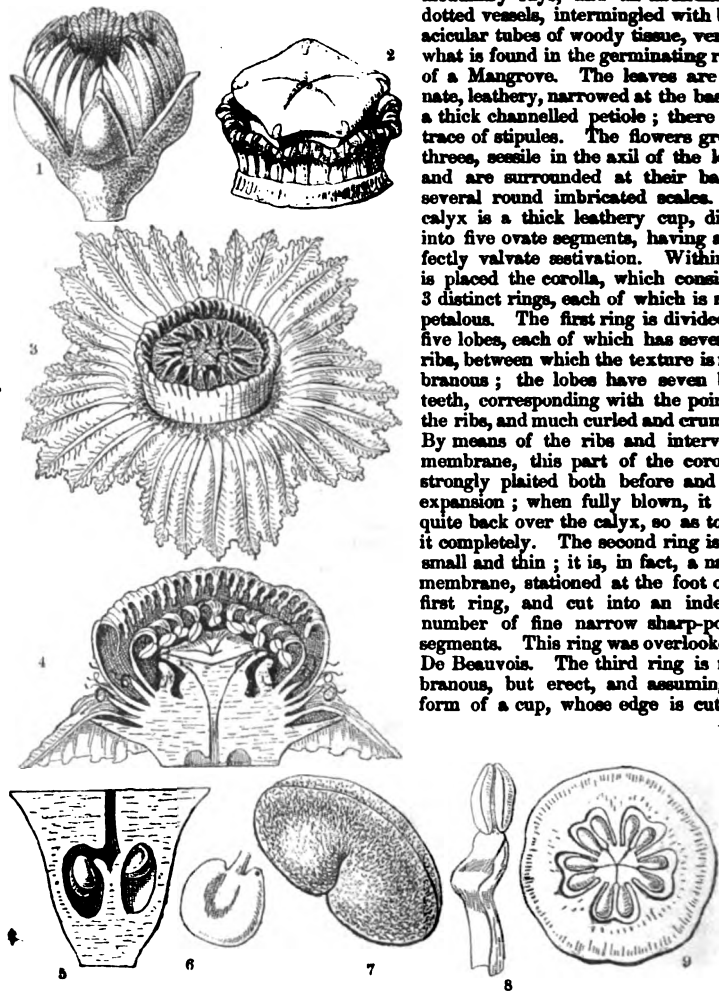 medullary rays, and an
dotted vessels, intermingled with
acicular tubes of woody tissue, ver
what is found in the germinating r
of a Mangrove. The leaves are
nate, leathery, narrowed at the bas
a thick channelled petiole ; there
trace of stipules. The flowers gr
threes, sessile in the axil of the l
and are surrounded at their ba
several round imbricated scales.
calyx is a thick leathery cup, di
into five ovate segments, having a
fectly valvate æstivation. Within
is placed the corolla, which consi
3 distinct rings, each of which is
petalous. The first ring is divided
five lobes, each of which has seve
ribs, between which the texture is
branous ; the lobes have seven
teeth, corresponding with the poin
the ribs, and much curled and crum
By means of the ribs and interv
membrane, this part of the coro
strongly plaited both before and
expansion ; when fully blown, it
quite back over the calyx, so as to
it completely. The second ring is
small and thin ; it is, in fact, a na
membrane, stationed at the foot o
first ring, and cut into an inde
number of fine narrow sharp-po
segments. This ring was overlook
De Beauvois. The third ring is
branous, but erect, and assuming
form of a cup, whose edge is cut
1
2
3
4
5
6
7
8
9